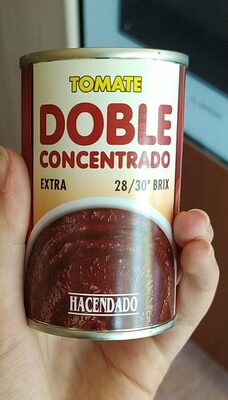 TOMATE
DOBLE
CONCENTRADO
EXTRA 28/30° BRIX
HACENDADO